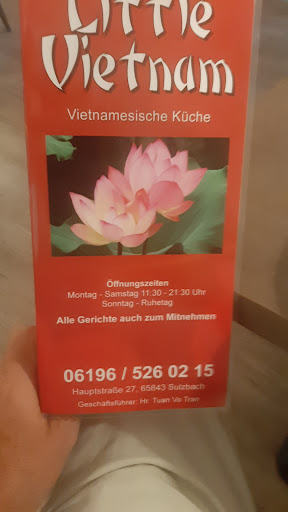 Little
Vietnam
Vietnamesische Küche
Öffnungszeiten
Montag - Samstag 11:30 - 21:30 Uhr
Sonntag - Ruhetag
Alle Gerichte auch zum Mitnehmen
06196 / 526 02 15
Hauptstraße 27, 65843 Sulzbach
Geschäftsführer: Hr. Tuan Vo Tran